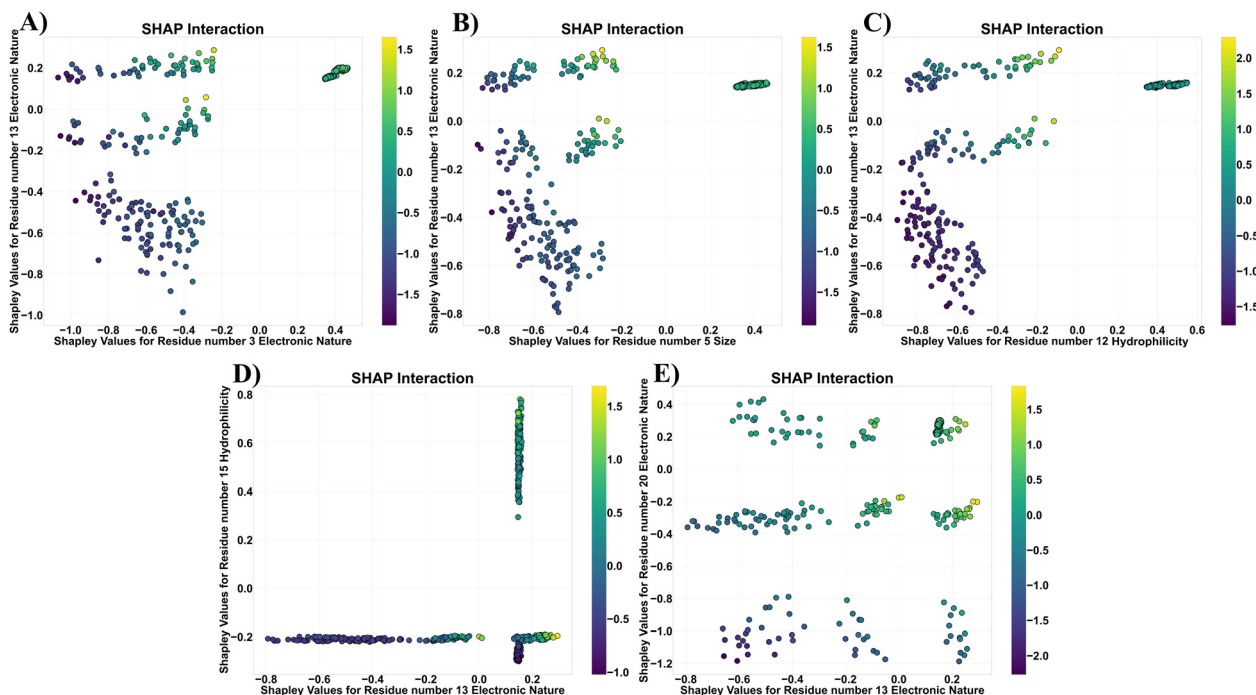 A)
SHAP Interaction
Shapley Values for Residue number 13 Electronic Nature
0.2
0.0
−0.2
−0.4
−0.6
−0.8
−1.0
−1.0 −0.8 −0.6 −0.4 −0.2 0.0 0.2 0.4
Shapley Values for Residue number 3 Electronic Nature
1.5
1.0
0.5
0.0
−0.5
−1.0
−1.5
B)
SHAP Interaction
Shapley Values for Residue number 13 Electronic Nature
0.2
0.0
−0.2
−0.4
−0.6
−0.8
−0.8 −0.6 −0.4 −0.2 0.0 0.2 0.4
Shapley Values for Residue number 5 Size
1.5
1.0
0.5
0.0
−0.5
−1.0
−1.5
C)
SHAP Interaction
Shapley Values for Residue number 13 Electronic Nature
0.2
0.0
−0.2
−0.4
−0.6
−0.8
−0.8 −0.6 −0.4 −0.2 0.0 0.2 0.4 0.6
Shapley Values for Residue number 12 Hydrophilicity
2.0
1.5
1.0
0.5
0.0
−0.5
−1.0
−1.5
D)
SHAP Interaction
Shapley Values for Residue number 15 Hydrophilicity
0.8
0.6
0.4
0.2
0.0
−0.2
−0.8 −0.6 −0.4 −0.2 0.0 0.2
Shapley Values for Residue number 13 Electronic Nature
1.0
0.5
0.0
−0.5
−1.0
E)
SHAP Interaction
Shapley Values for Residue number 20 Electronic Nature
0.4
0.2
0.0
−0.2
−0.4
−0.6
−0.8
−1.0
−1.2
−0.8 −0.6 −0.4 −0.2 0.0 0.2
Shapley Values for Residue number 13 Electronic Nature
1.5
1.0
0.5
0.0
−0.5
−1.0
−1.5
−2.0